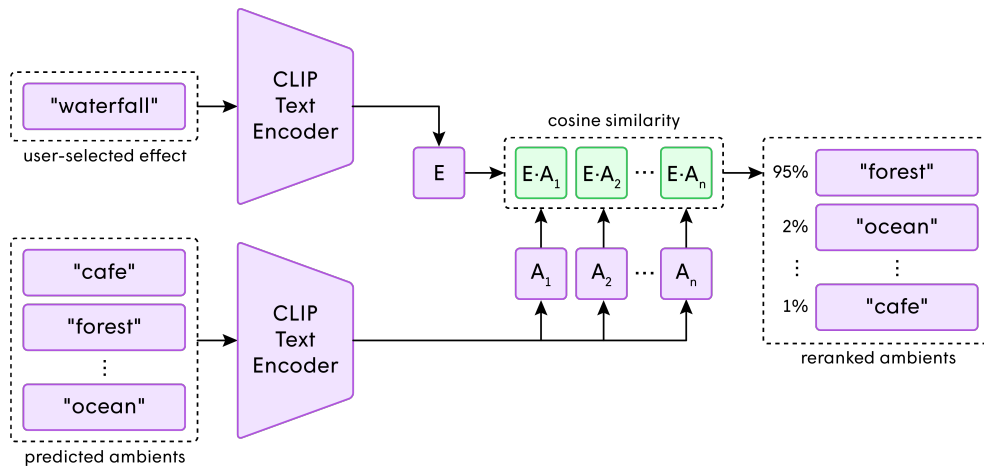 "waterfall"
user-selected effect
CLIP
Text
Encoder
E
cosine similarity
E·A1 E·A2 ··· E·An
A1 A2 ··· An
"cafe"
"forest"
⋮
"ocean"
predicted ambients
CLIP
Text
Encoder
95% "forest"
2% "ocean"
⋮ ⋮
1% "cafe"
reranked ambients